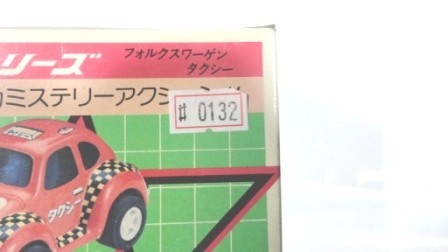 リーズ
フォルクスワーゲン
タクシー
ミステリーアクション
# 0132
タクシー